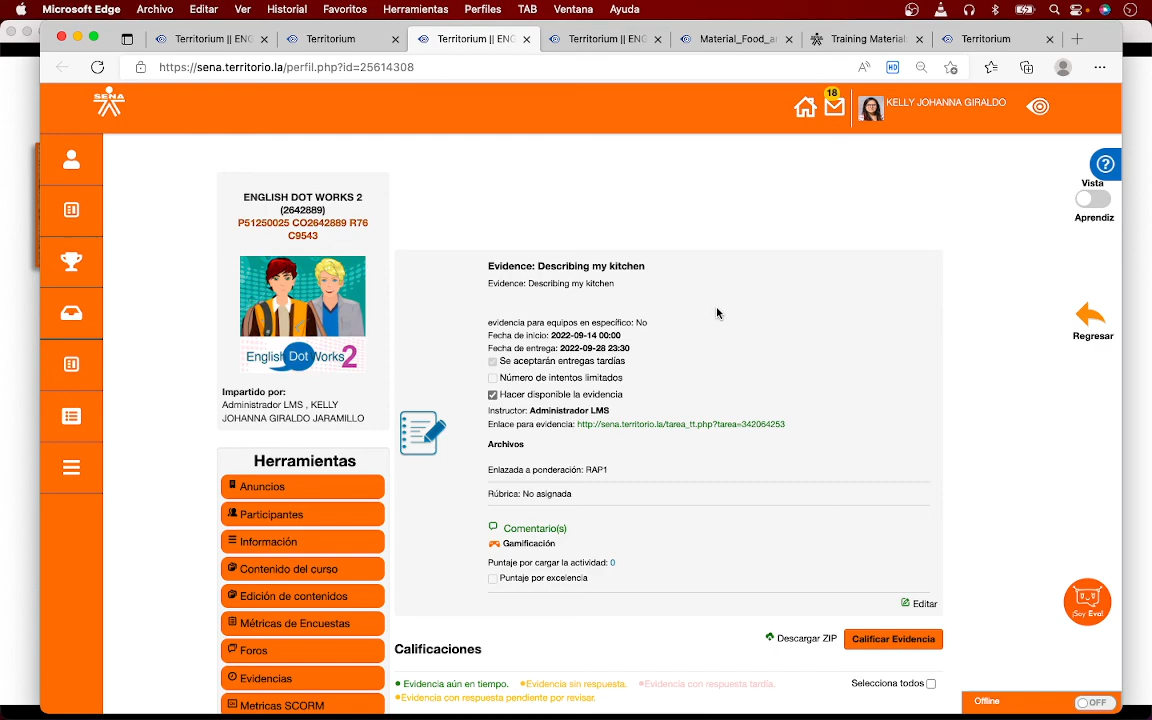 Microsoft Edge Archivo Editar Ver Historial Favoritos Herramientas Perfiles TAB Ventana Ayuda
Territorium || ENG
Territorium
Territorium || ENG
Territorium || ENG
Material_Food_an
Training Material
Territorium
https://sena.territorio.la/perfil.php?id=25614308
SENA
18
KELLY JOHANNA GIRALDO
Vista
Aprendiz
Regresar
ENGLISH DOT WORKS 2
(2642889)
P51250025 CO2642889 R76
C9543
English Dot Works 2
Impartido por:
Administrador LMS , KELLY
JOHANNA GIRALDO JARAMILLO
Herramientas
Anuncios
Participantes
Información
Contenido del curso
Edición de contenidos
Métricas de Encuestas
Foros
Evidencias
Metricas SCORM
Evidence: Describing my kitchen
Evidence: Describing my kitchen
evidencia para equipos en específico: No
Fecha de inicio: 2022-09-14 00:00
Fecha de entrega: 2022-09-28 23:30
Se aceptarán entregas tardías
Número de intentos limitados
Hacer disponible la evidencia
Instructor: Administrador LMS
Enlace para evidencia: http://sena.territorio.la/tarea_tt.php?tarea=342064253
Archivos
Enlazada a ponderación: RAP1
Rúbrica: No asignada
Comentario(s)
Gamificación
Puntaje por cargar la actividad: 0
Puntaje por excelencia
Editar
Descargar ZIP
Calificar Evidencia
Calificaciones
Evidencia aún en tiempo. Evidencia sin respuesta. Evidencia con respuesta tardía.
Evidencia con respuesta pendiente por revisar.
Selecciona todos
¡Soy Eva!
Offline
OFF